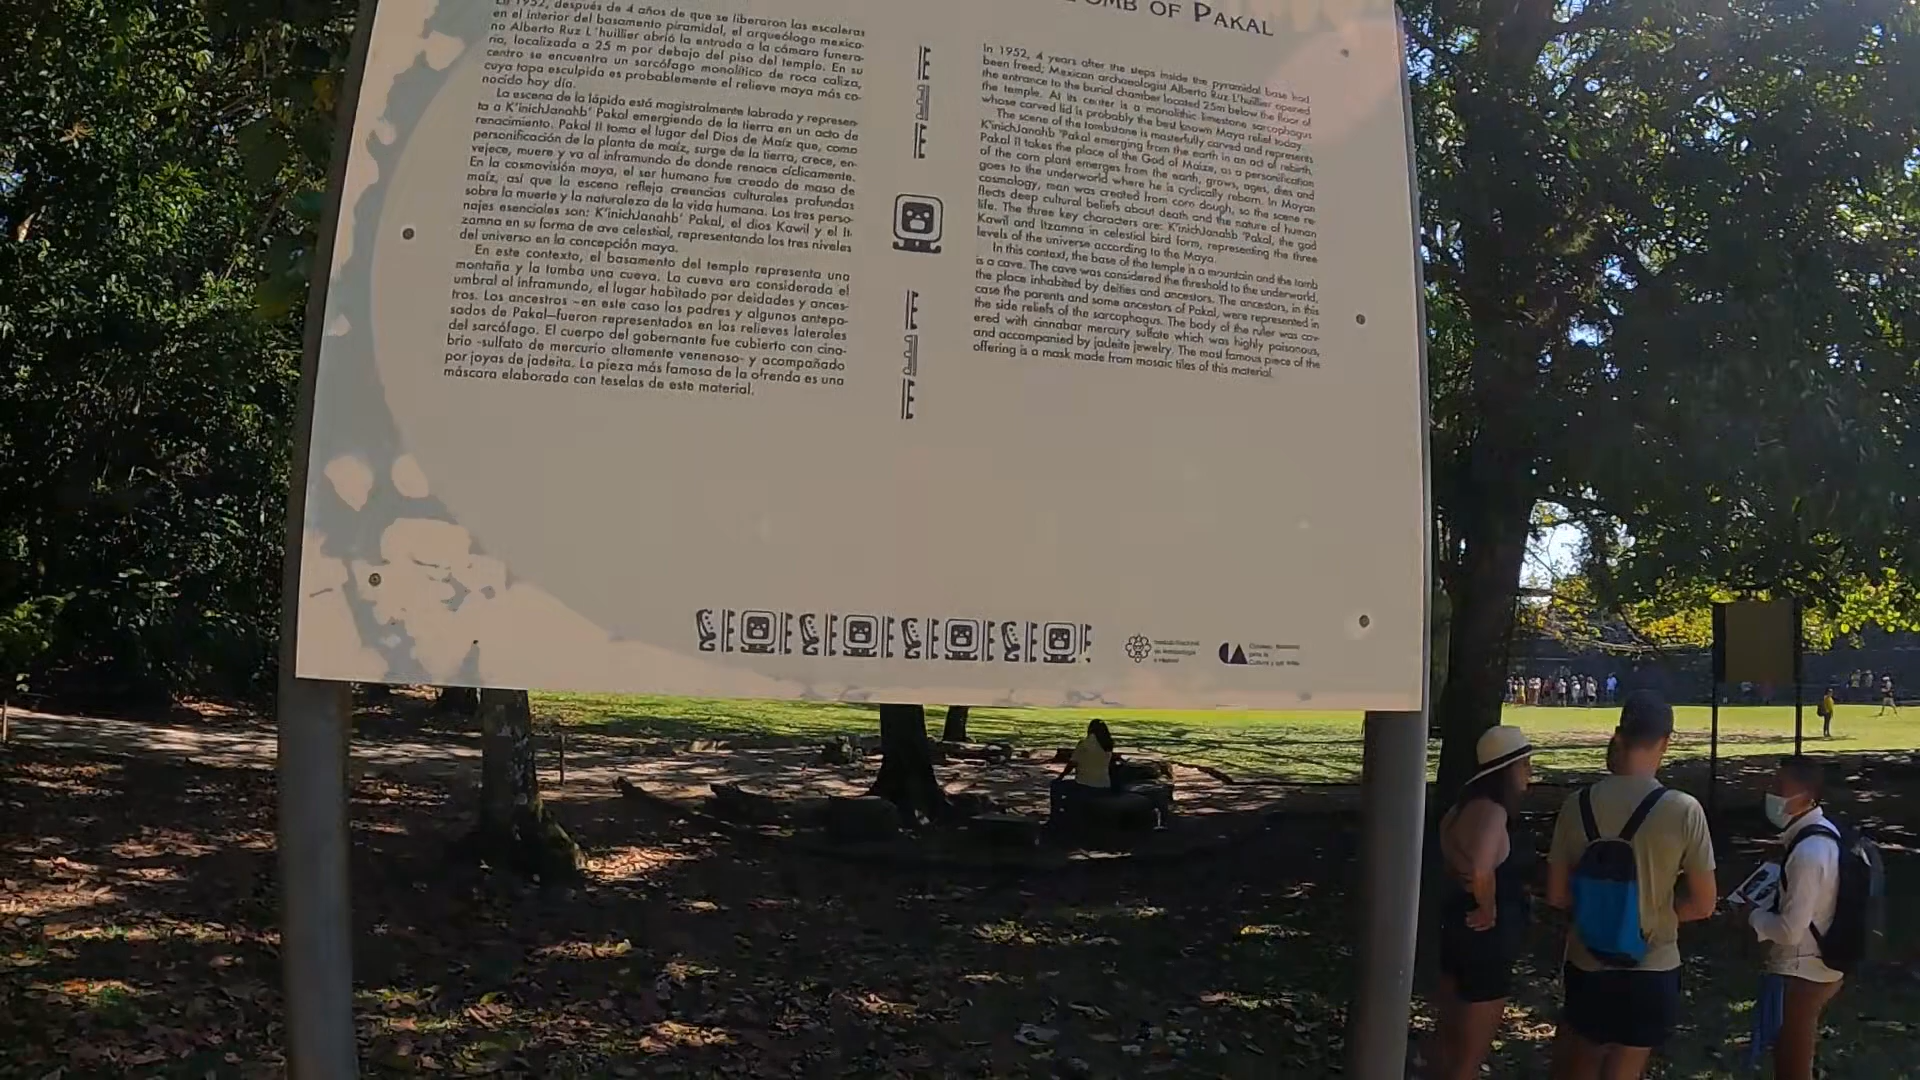 En 1952, después de 4 años de que se liberaron las escaleras
en el interior del basamento piramidal, el arqueólogo mexica-
no Alberto Ruz L'huillier abrió la entrada a la cámara funera-
ria, localizada a 25 m por debajo del piso del templo. En su
centro se encuentra un sarcófago monolítico de roca caliza,
cuya tapa esculpida es probablemente el relieve maya más co-
nocido hoy día.
La escena de la lápida está magistralmente labrada y represen-
ta a K'inichJanahb' Pakal emergiendo de la tierra en un acto de
renacimiento. Pakal II toma el lugar del Dios de Maíz que, como
personificación de la planta de maíz, surge de la tierra, crece, en-
vejece, muere y va al inframundo de donde renace cíclicamente.
En la cosmovisión maya, el ser humano fue creado de masa de
maíz, así que la escena refleja creencias culturales profundas
sobre la muerte y la naturaleza de la vida humana. Los tres perso-
najes esenciales son: K'inichJanahb' Pakal, el dios Kawil y el It-
zamna en su forma de ave celestial, representando los tres niveles
del universo en la concepción maya.
En este contexto, el basamento del templo representa una
montaña y la tumba una cueva. La cueva era considerada el
umbral al inframundo, el lugar habitado por deidades y ances-
tros. Los ancestros -en este caso los padres y algunos antepa-
sados de Pakal-fueron representados en los relieves laterales
del sarcófago. El cuerpo del gobernante fue cubierto con cina-
brio -sulfato de mercurio altamente venenoso- y acompañado
por joyas de jadeita. La pieza más famosa de la ofrenda es una
máscara elaborada con teselas de este material.
OMB OF PAKAL
In 1952, 4 years after the steps inside the pyramidal base had
been freed; Mexican archaeologist Alberto Ruz L'huillier opened
the entrance to the burial chamber located 25m below the floor of
the temple. At its center is a monolithic limestone sarcophagus
whose carved lid is probably the best known Maya relief today.
The scene of the tombstone is masterfully carved and represents
K'inichJanahb 'Pakal emerging from the earth in an act of rebirth.
Pakal II takes the place of the God of Maize, as a personification
of the corn plant emerges from the earth, grows, ages, dies and
goes to the underworld where he is cyclically reborn. In Mayan
cosmology, man was created from corn dough, so the scene re-
flects deep cultural beliefs about death and the nature of human
life. The three key characters are: K'inichJanahb 'Pakal, the god
Kawil and Itzamna in celestial bird form, representing the three
levels of the universe according to the Maya.
In this context, the base of the temple is a mountain and the tomb
is a cave. The cave was considered the threshold to the underworld,
the place inhabited by deities and ancestors. The ancestors, in this
case the parents and some ancestors of Pakal, were represented in
the side reliefs of the sarcophagus. The body of the ruler was cov-
ered with cinnabar mercury sulfate which was highly poisonous,
and accompanied by jadeite jewelry. The most famous piece of the
offering is a mask made from mosaic tiles of this material.